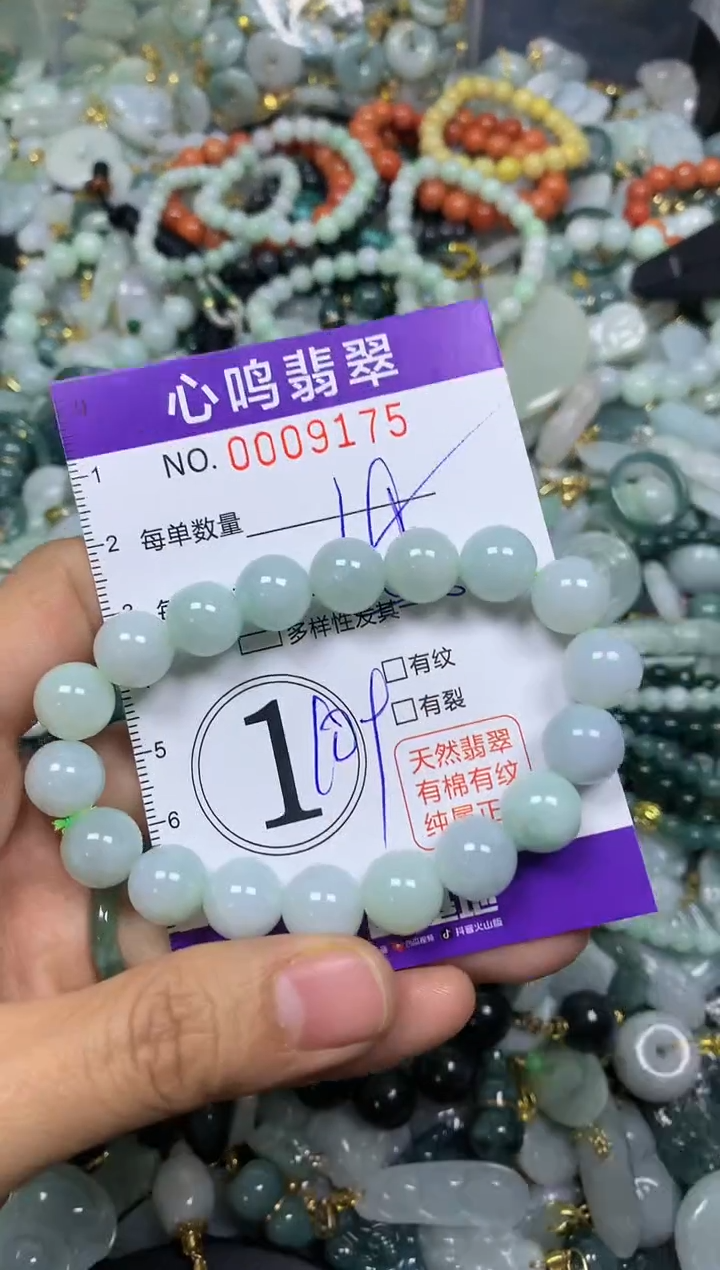 心鸣翡翠
NO. 0009175
每单数量
多样性发其
1
2
5
6
1
有纹
有裂
天然翡翠
有棉有纹
纯属正
抖音火山版